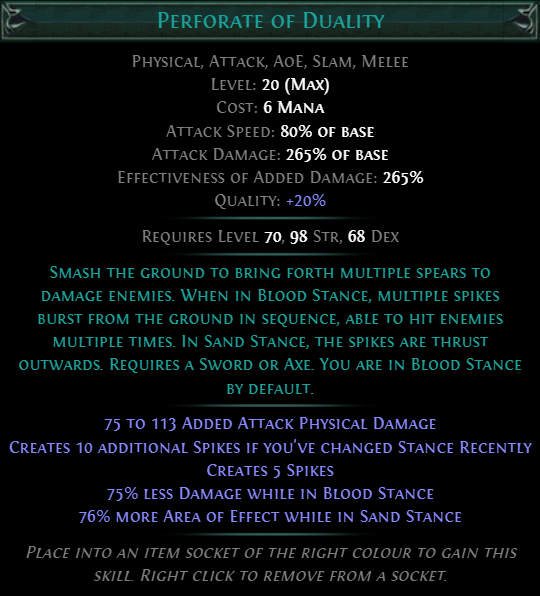 Perforate of Duality
Physical, Attack, AoE, Slam, Melee
Level: 20 (Max)
Cost: 6 Mana
Attack Speed: 80% of base
Attack Damage: 265% of base
Effectiveness of Added Damage: 265%
Quality: +20%
Requires Level 70, 98 Str, 68 Dex
Smash the ground to bring forth multiple spears to
damage enemies. When in Blood Stance, multiple spikes
burst from the ground in sequence, able to hit enemies
multiple times. In Sand Stance, the spikes are thrust
outwards. Requires a Sword or Axe. You are in Blood Stance
by default.
75 to 113 Added Attack Physical Damage
Creates 10 additional Spikes if you've changed Stance Recently
Creates 5 Spikes
75% less Damage while in Blood Stance
76% more Area of Effect while in Sand Stance
Place into an item socket of the right colour to gain this
skill. Right click to remove from a socket.